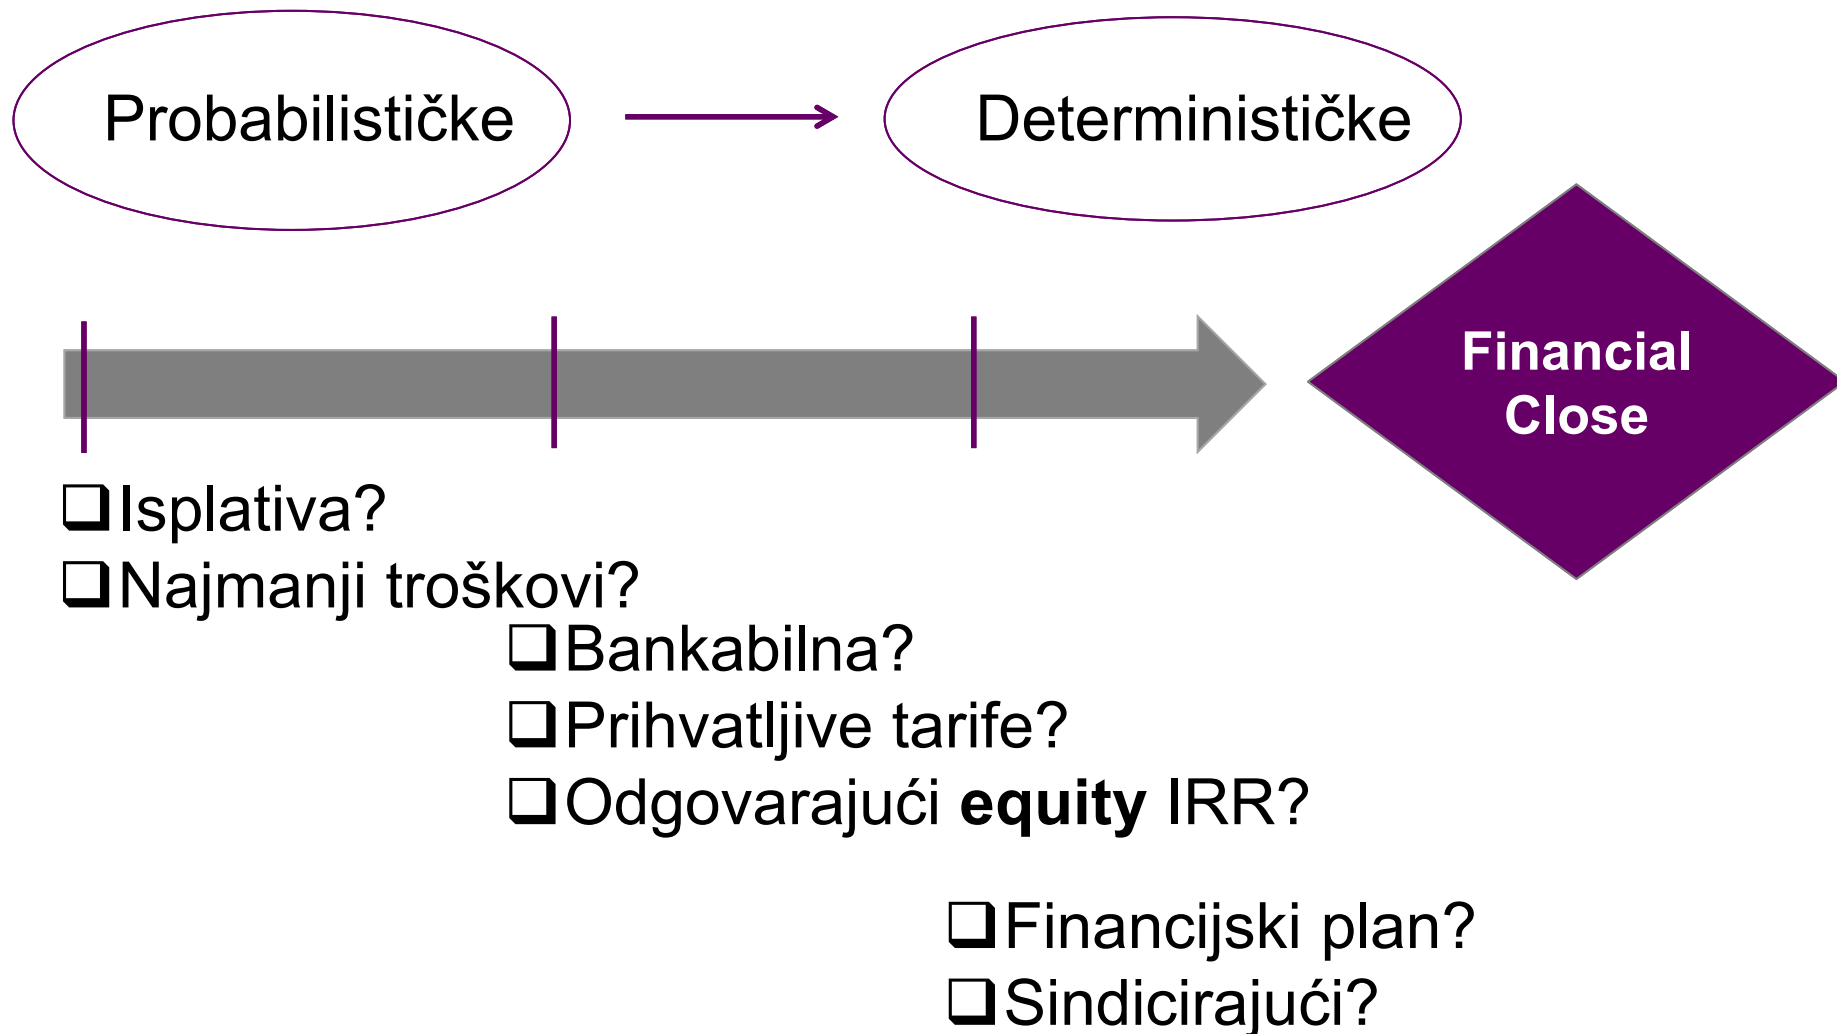 Probabilističke
Determinističke
Financial
Close
Isplativa?
Najmanji troškovi?
Bankabilna?
Prihvatljive tarife?
Odgovarajući equity IRR?
Financijski plan?
Sindicirajući?